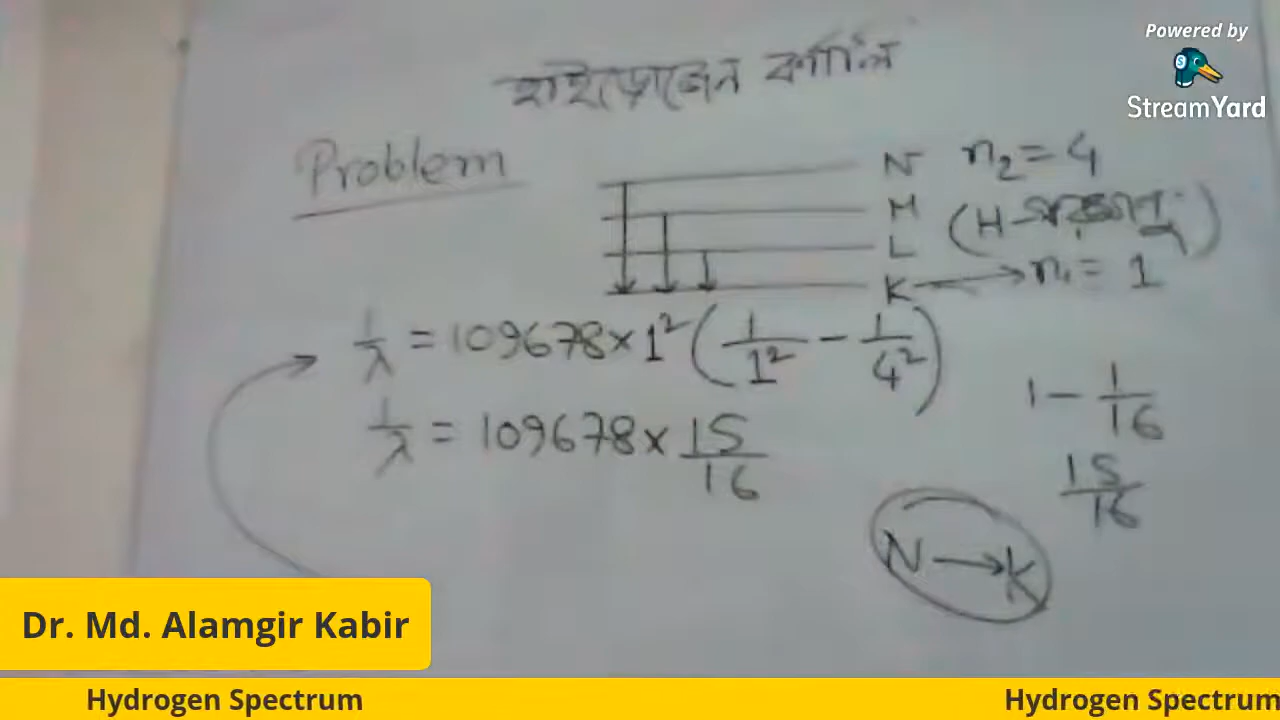 Powered by
StreamYard
হাইড্রোজেন বর্ণালি
Problem
N n₂ = 4
M (H-পরমাণু)
L
K → n₁ = 1
1/λ = 109678 × 1² (1/1² − 1/4²)
1/λ = 109678 × 15/16
1 − 1/16
15/16
N → K
Dr. Md. Alamgir Kabir
Hydrogen Spectrum
Hydrogen Spectrum